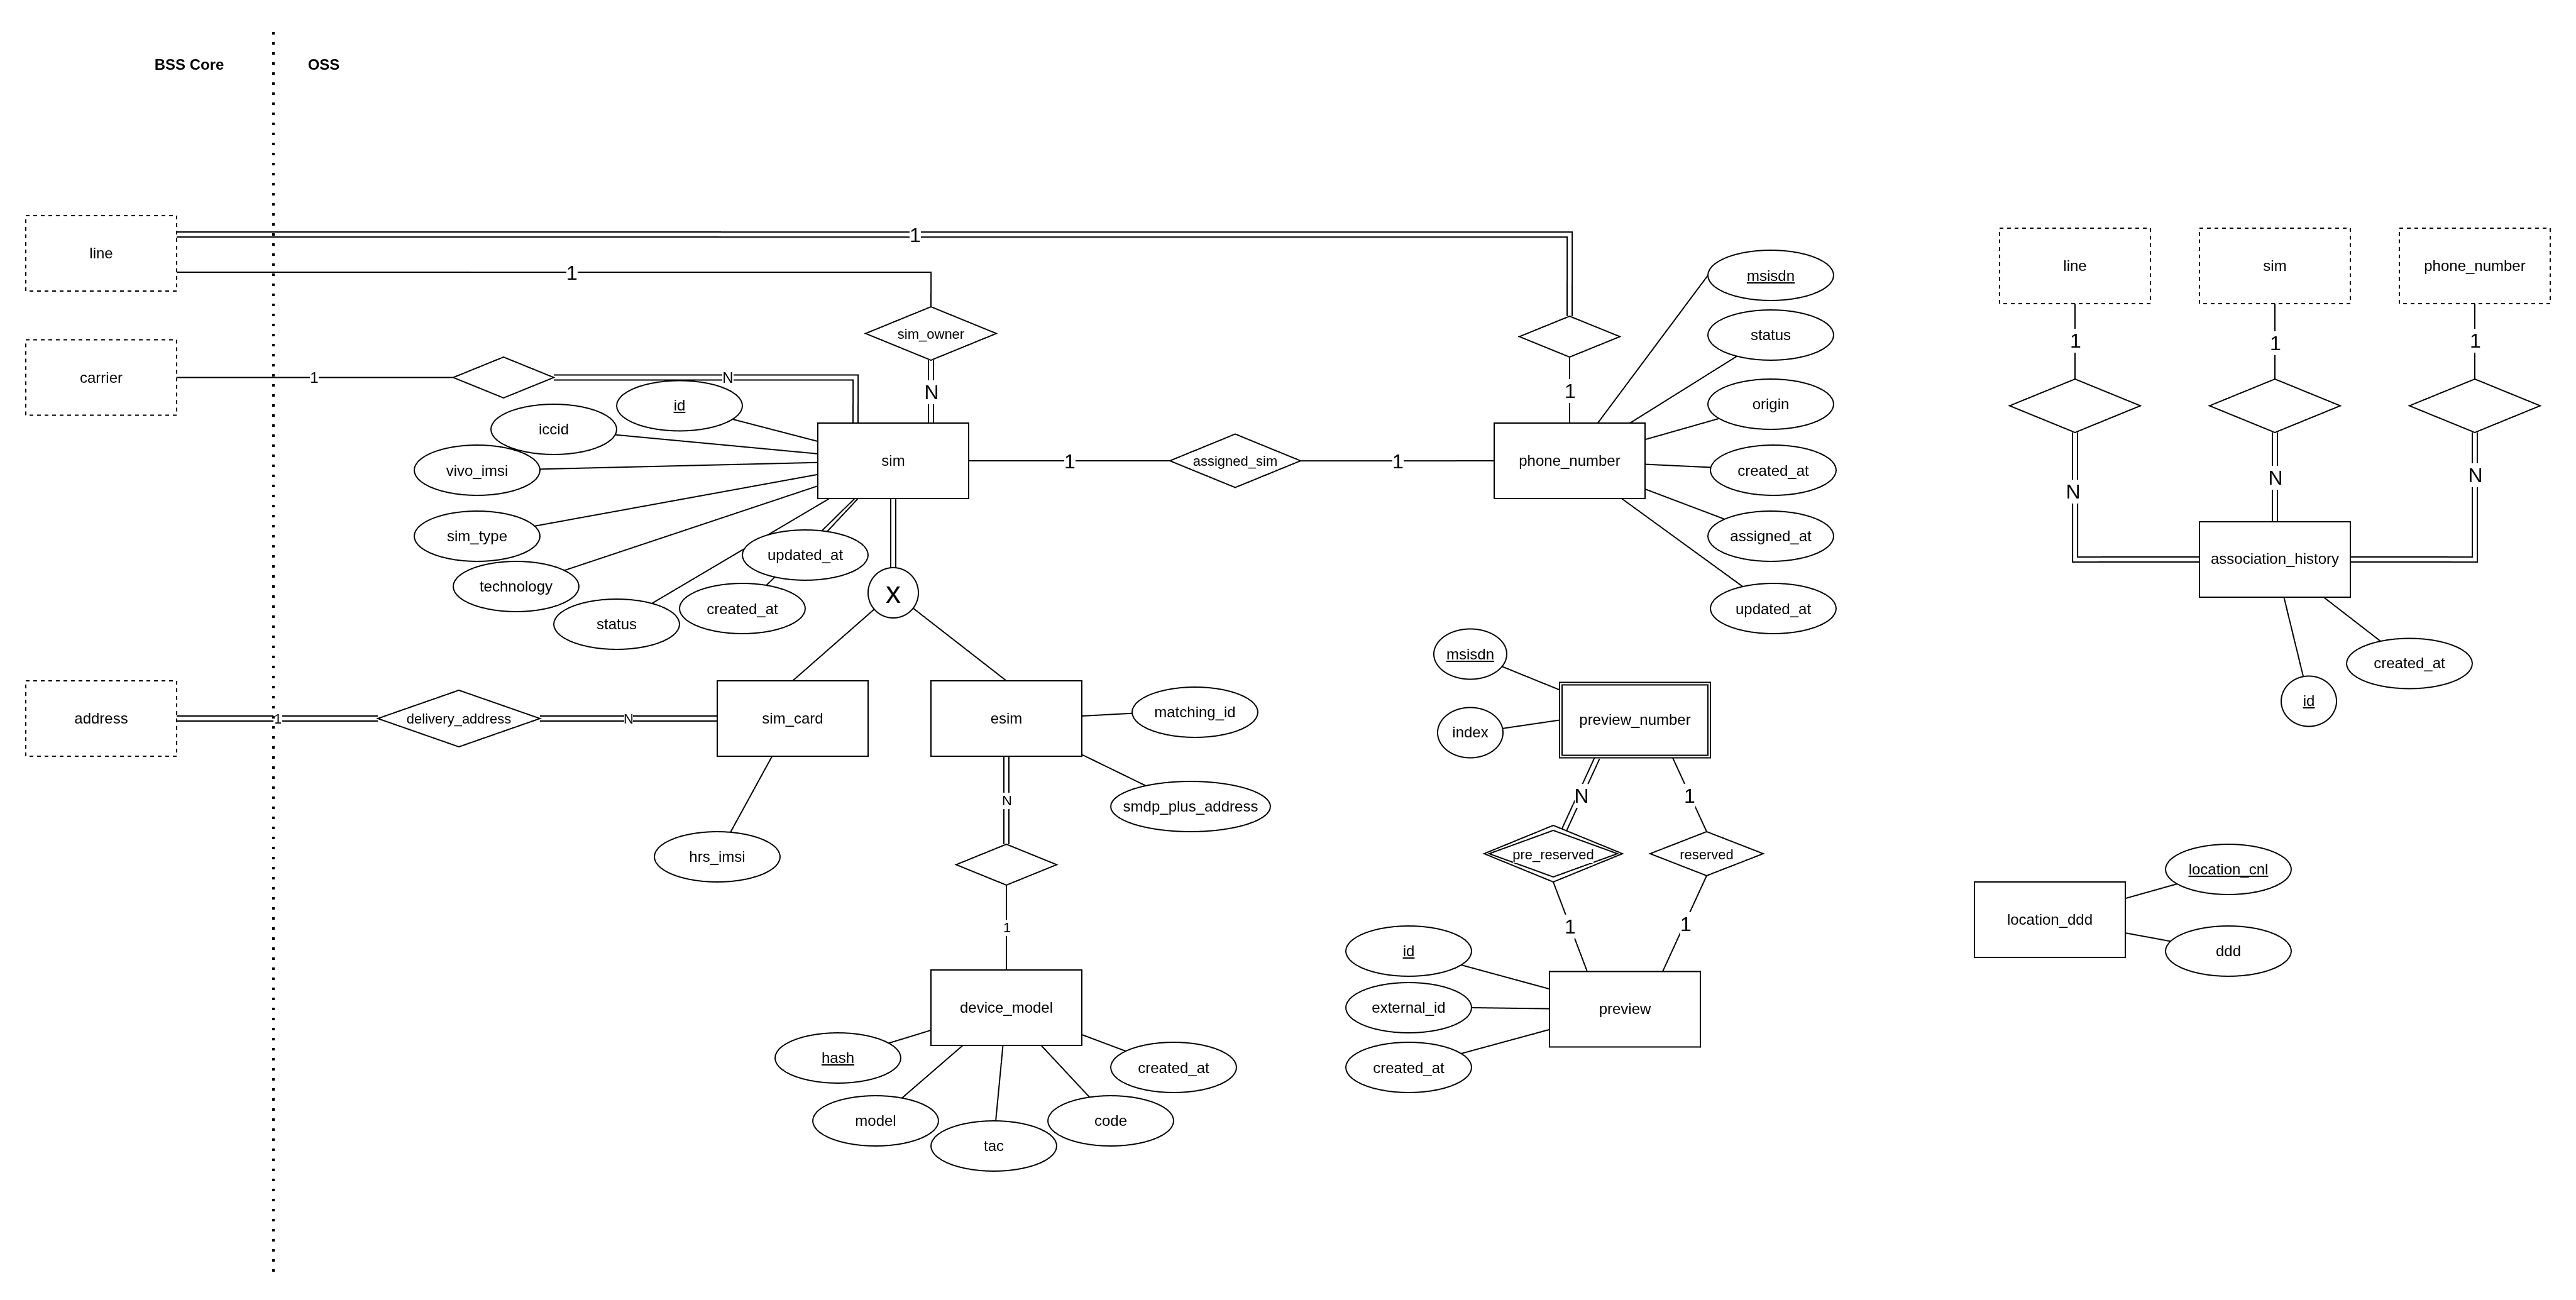 BSS Core
OSS
line
1
1
carrier
1
N
sim_owner
N
1
id
iccid
vivo_imsi
sim_type
technology
status
created_at
updated_at
sim
1
assigned_sim
1
phone_number
msisdn
status
origin
created_at
assigned_at
updated_at
X
address
1
delivery_address
N
sim_card
hrs_imsi
esim
matching_id
smdp_plus_address
N
1
device_model
hash
model
tac
code
created_at
msisdn
index
preview_number
N
1
pre_reserved
reserved
1
1
id
external_id
created_at
preview
line
sim
phone_number
1
1
1
N
N
N
association_history
created_at
id
location_ddd
location_cnl
ddd